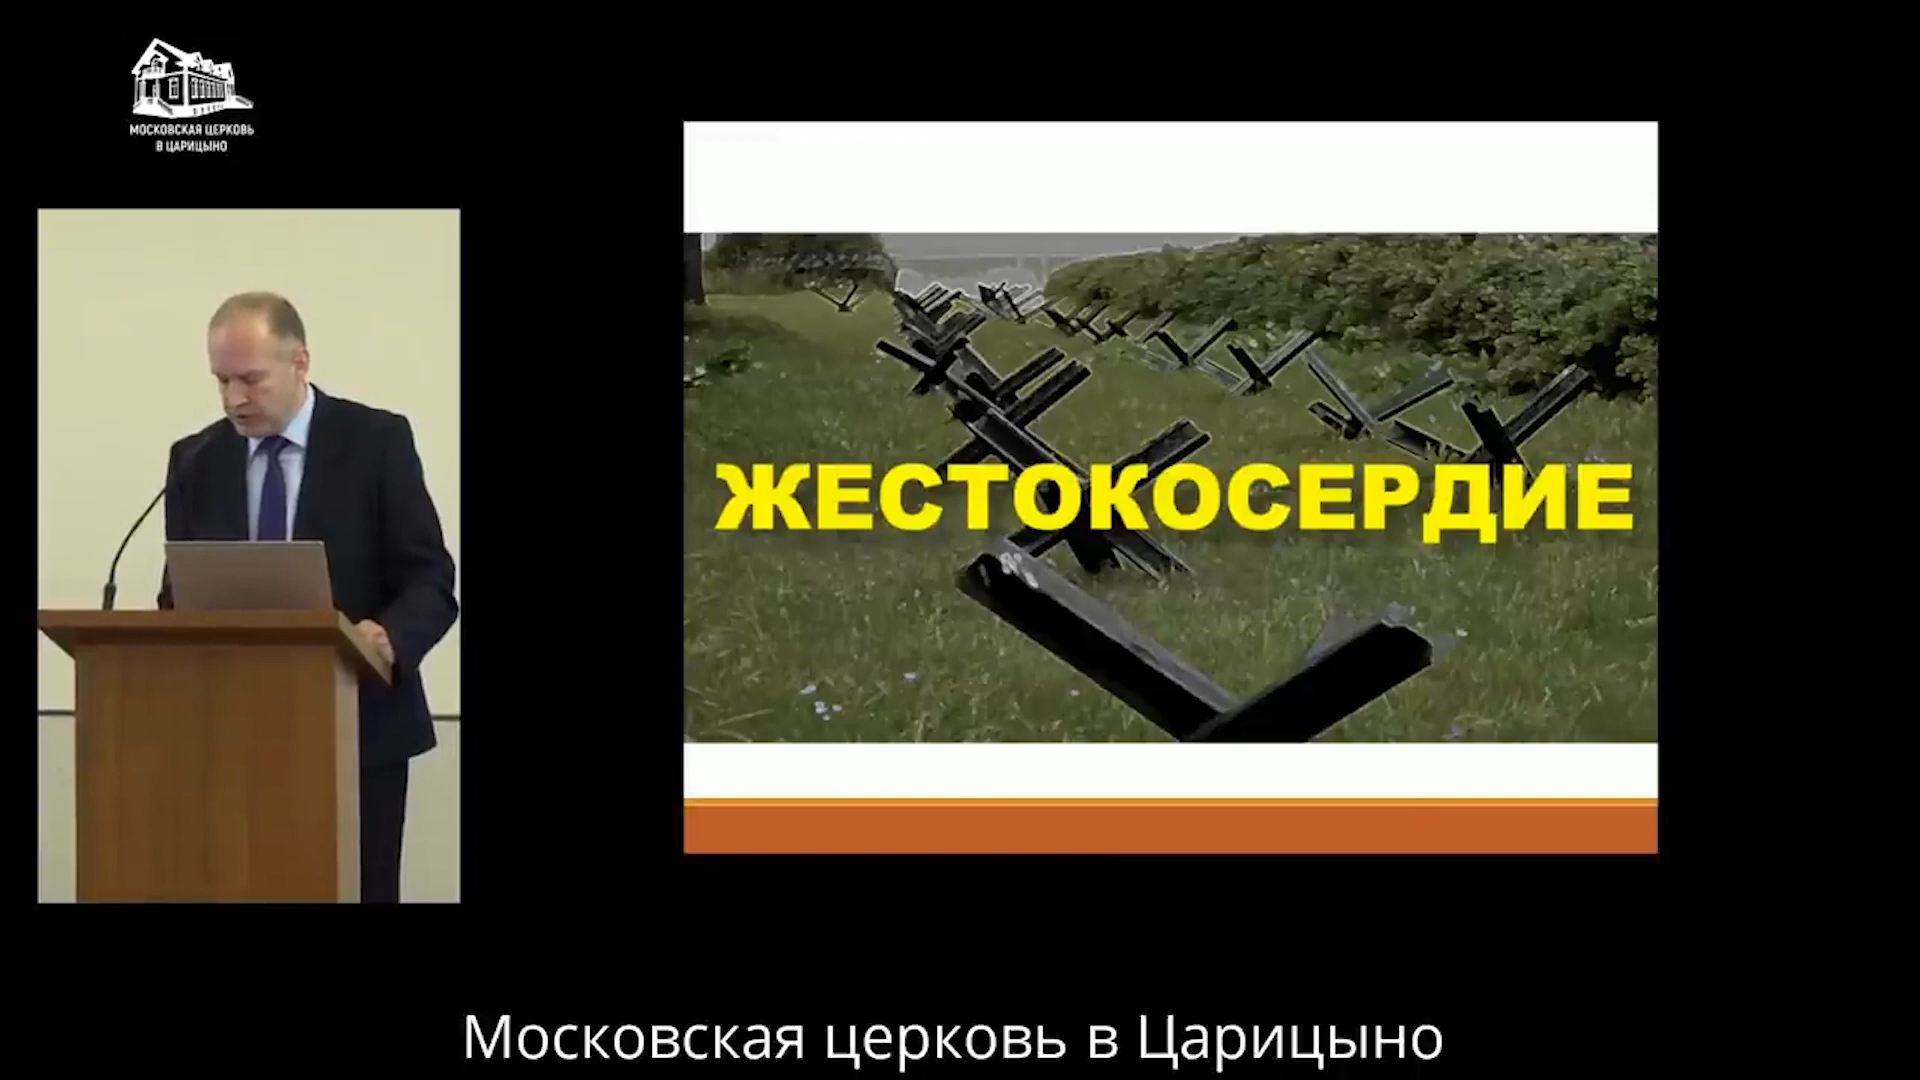 МОСКОВСКАЯ ЦЕРКОВЬ
В ЦАРИЦЫНО
ЖЕСТОКОСЕРДИЕ
Московская церковь в Царицыно